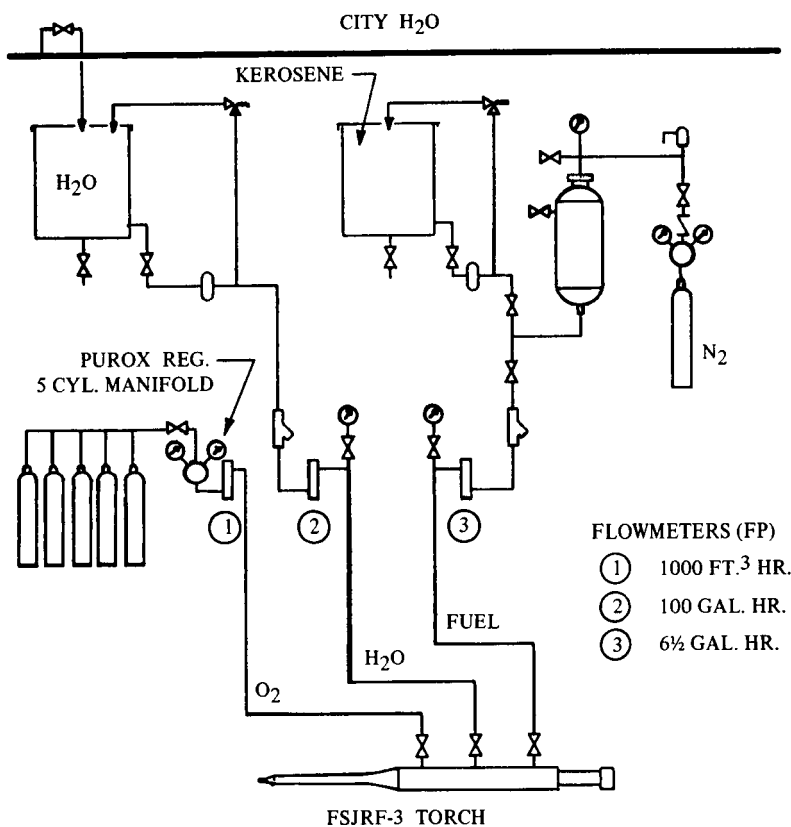 CITY H₂O
KEROSENE
H₂O
N₂
PUROX REG.
5 CYL. MANIFOLD
1
2
3
FLOWMETERS (FP)
1 1000 FT.³ HR.
2 100 GAL. HR.
3 6½ GAL. HR.
FUEL
H₂O
O₂
FSJRF-3 TORCH